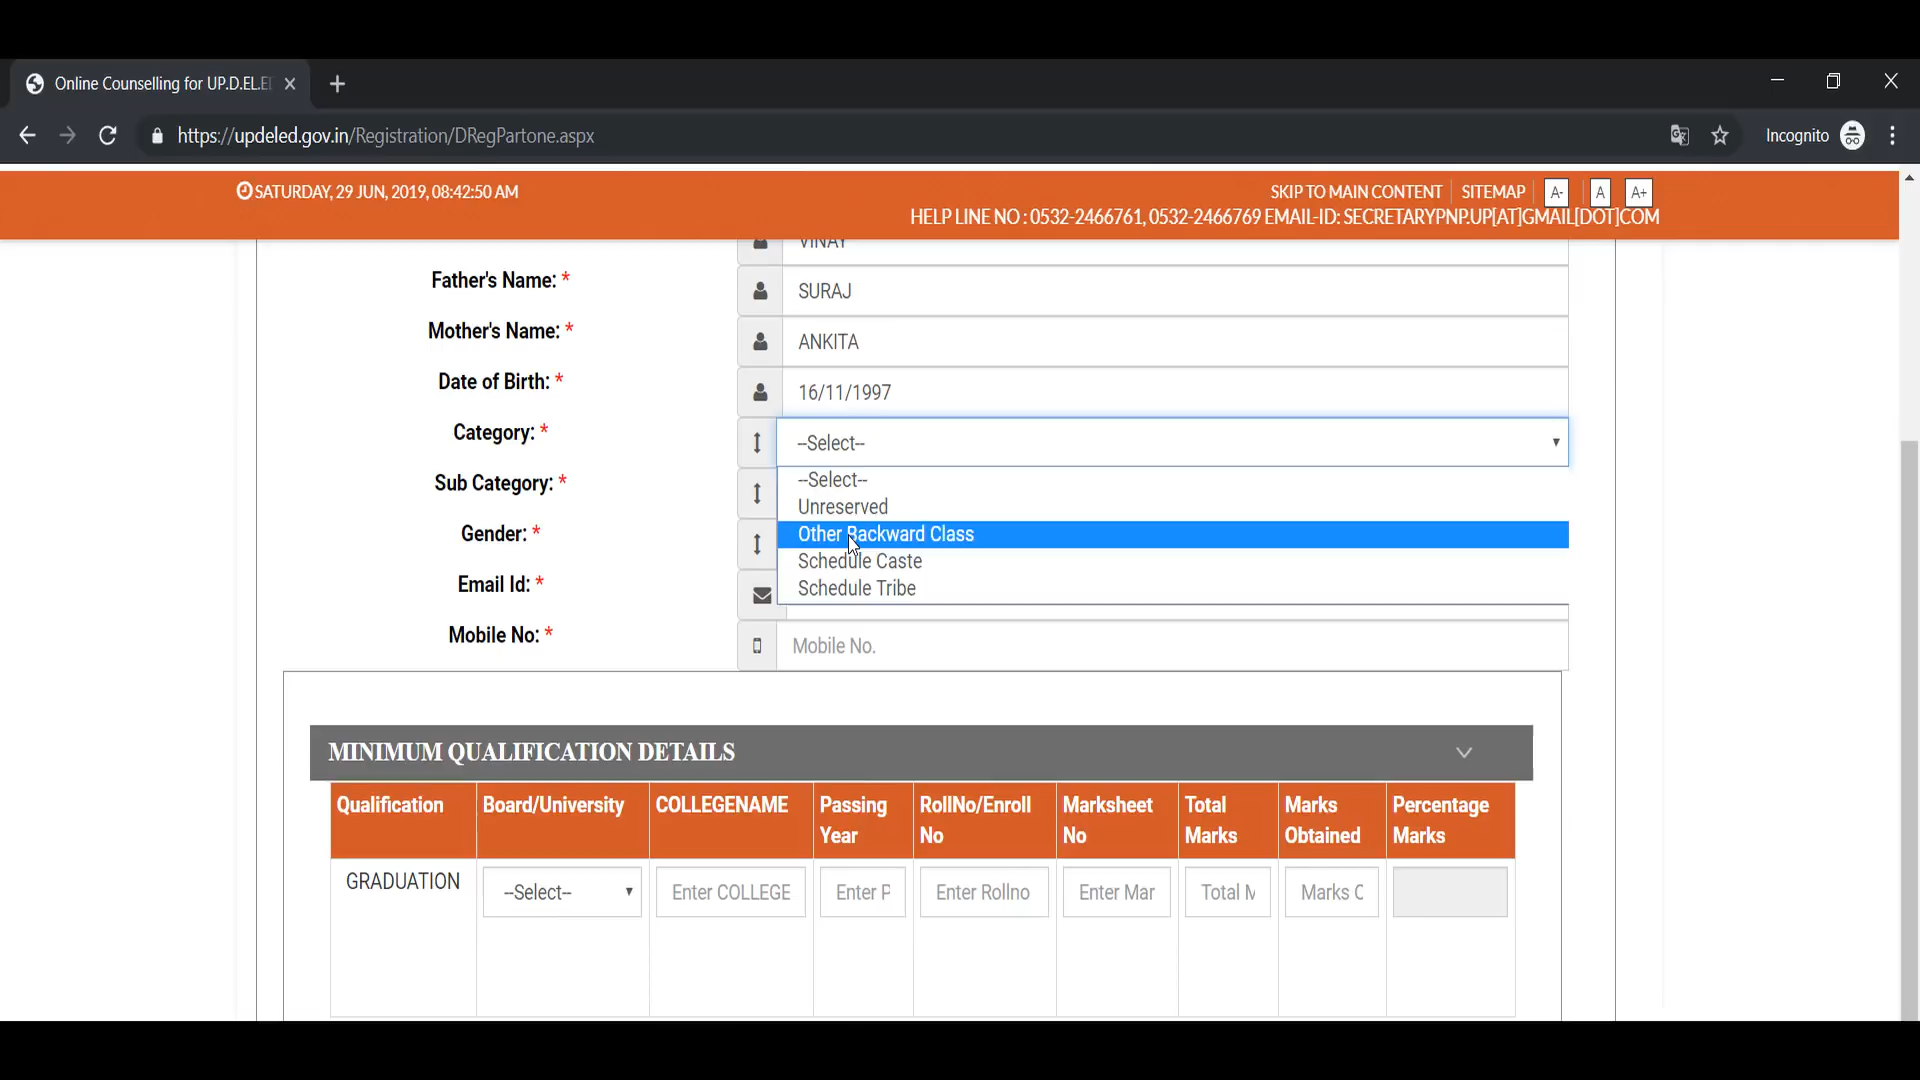 Online Counselling for UP.D.EL.E
https://updeled.gov.in/Registration/DRegPartone.aspx
Incognito
SATURDAY, 29 JUN, 2019, 08:42:50 AM
SKIP TO MAIN CONTENT SITEMAP A- A A+
HELP LINE NO : 0532-2466761, 0532-2466769 EMAIL-ID: SECRETARYPNP.UP[AT]GMAIL[DOT]COM
VINAY
Father's Name: * SURAJ
Mother's Name: * ANKITA
Date of Birth: * 16/11/1997
Category: * --Select--
--Select--
Unreserved
Other Backward Class
Schedule Caste
Schedule Tribe
Sub Category: *
Gender: *
Email Id: *
Mobile No: * Mobile No.
MINIMUM QUALIFICATION DETAILS
Qualification Board/University COLLEGENAME Passing Year RollNo/Enroll No Marksheet No Total Marks Marks Obtained Percentage Marks
GRADUATION --Select-- Enter COLLEGE Enter P Enter Rollno Enter Mar Total M Marks C